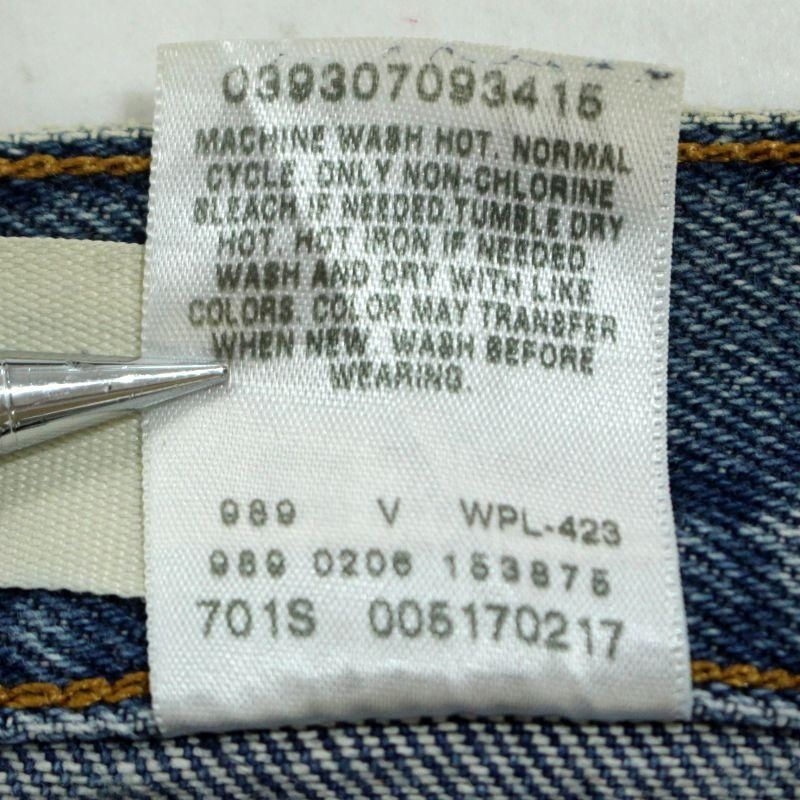 039307093415
MACHINE WASH HOT. NORMAL
CYCLE. ONLY NON-CHLORINE
BLEACH IF NEEDED. TUMBLE DRY
HOT. HOT IRON IF NEEDED.
WASH AND DRY WITH LIKE
COLORS. COLOR MAY TRANSFER
WHEN NEW. WASH BEFORE
WEARING.
989 V WPL-423
989 0206 153875
701S 005170217